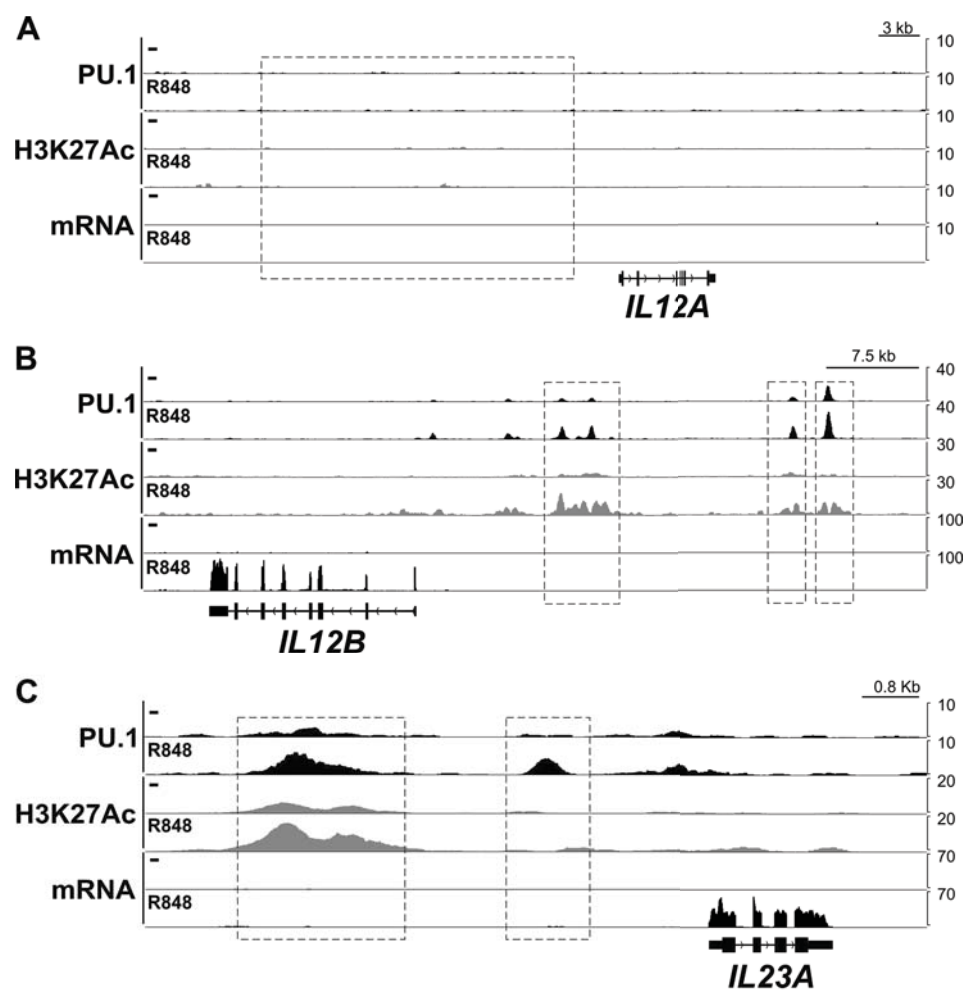 A
3 kb
PU.1
-
10
R848
10
H3K27Ac
-
10
R848
10
mRNA
-
10
R848
10
IL12A
B
7.5 kb
PU.1
-
40
R848
40
H3K27Ac
-
30
R848
30
mRNA
-
100
R848
100
IL12B
C
0.8 Kb
PU.1
-
10
R848
10
H3K27Ac
-
20
R848
20
mRNA
-
70
R848
70
IL23A